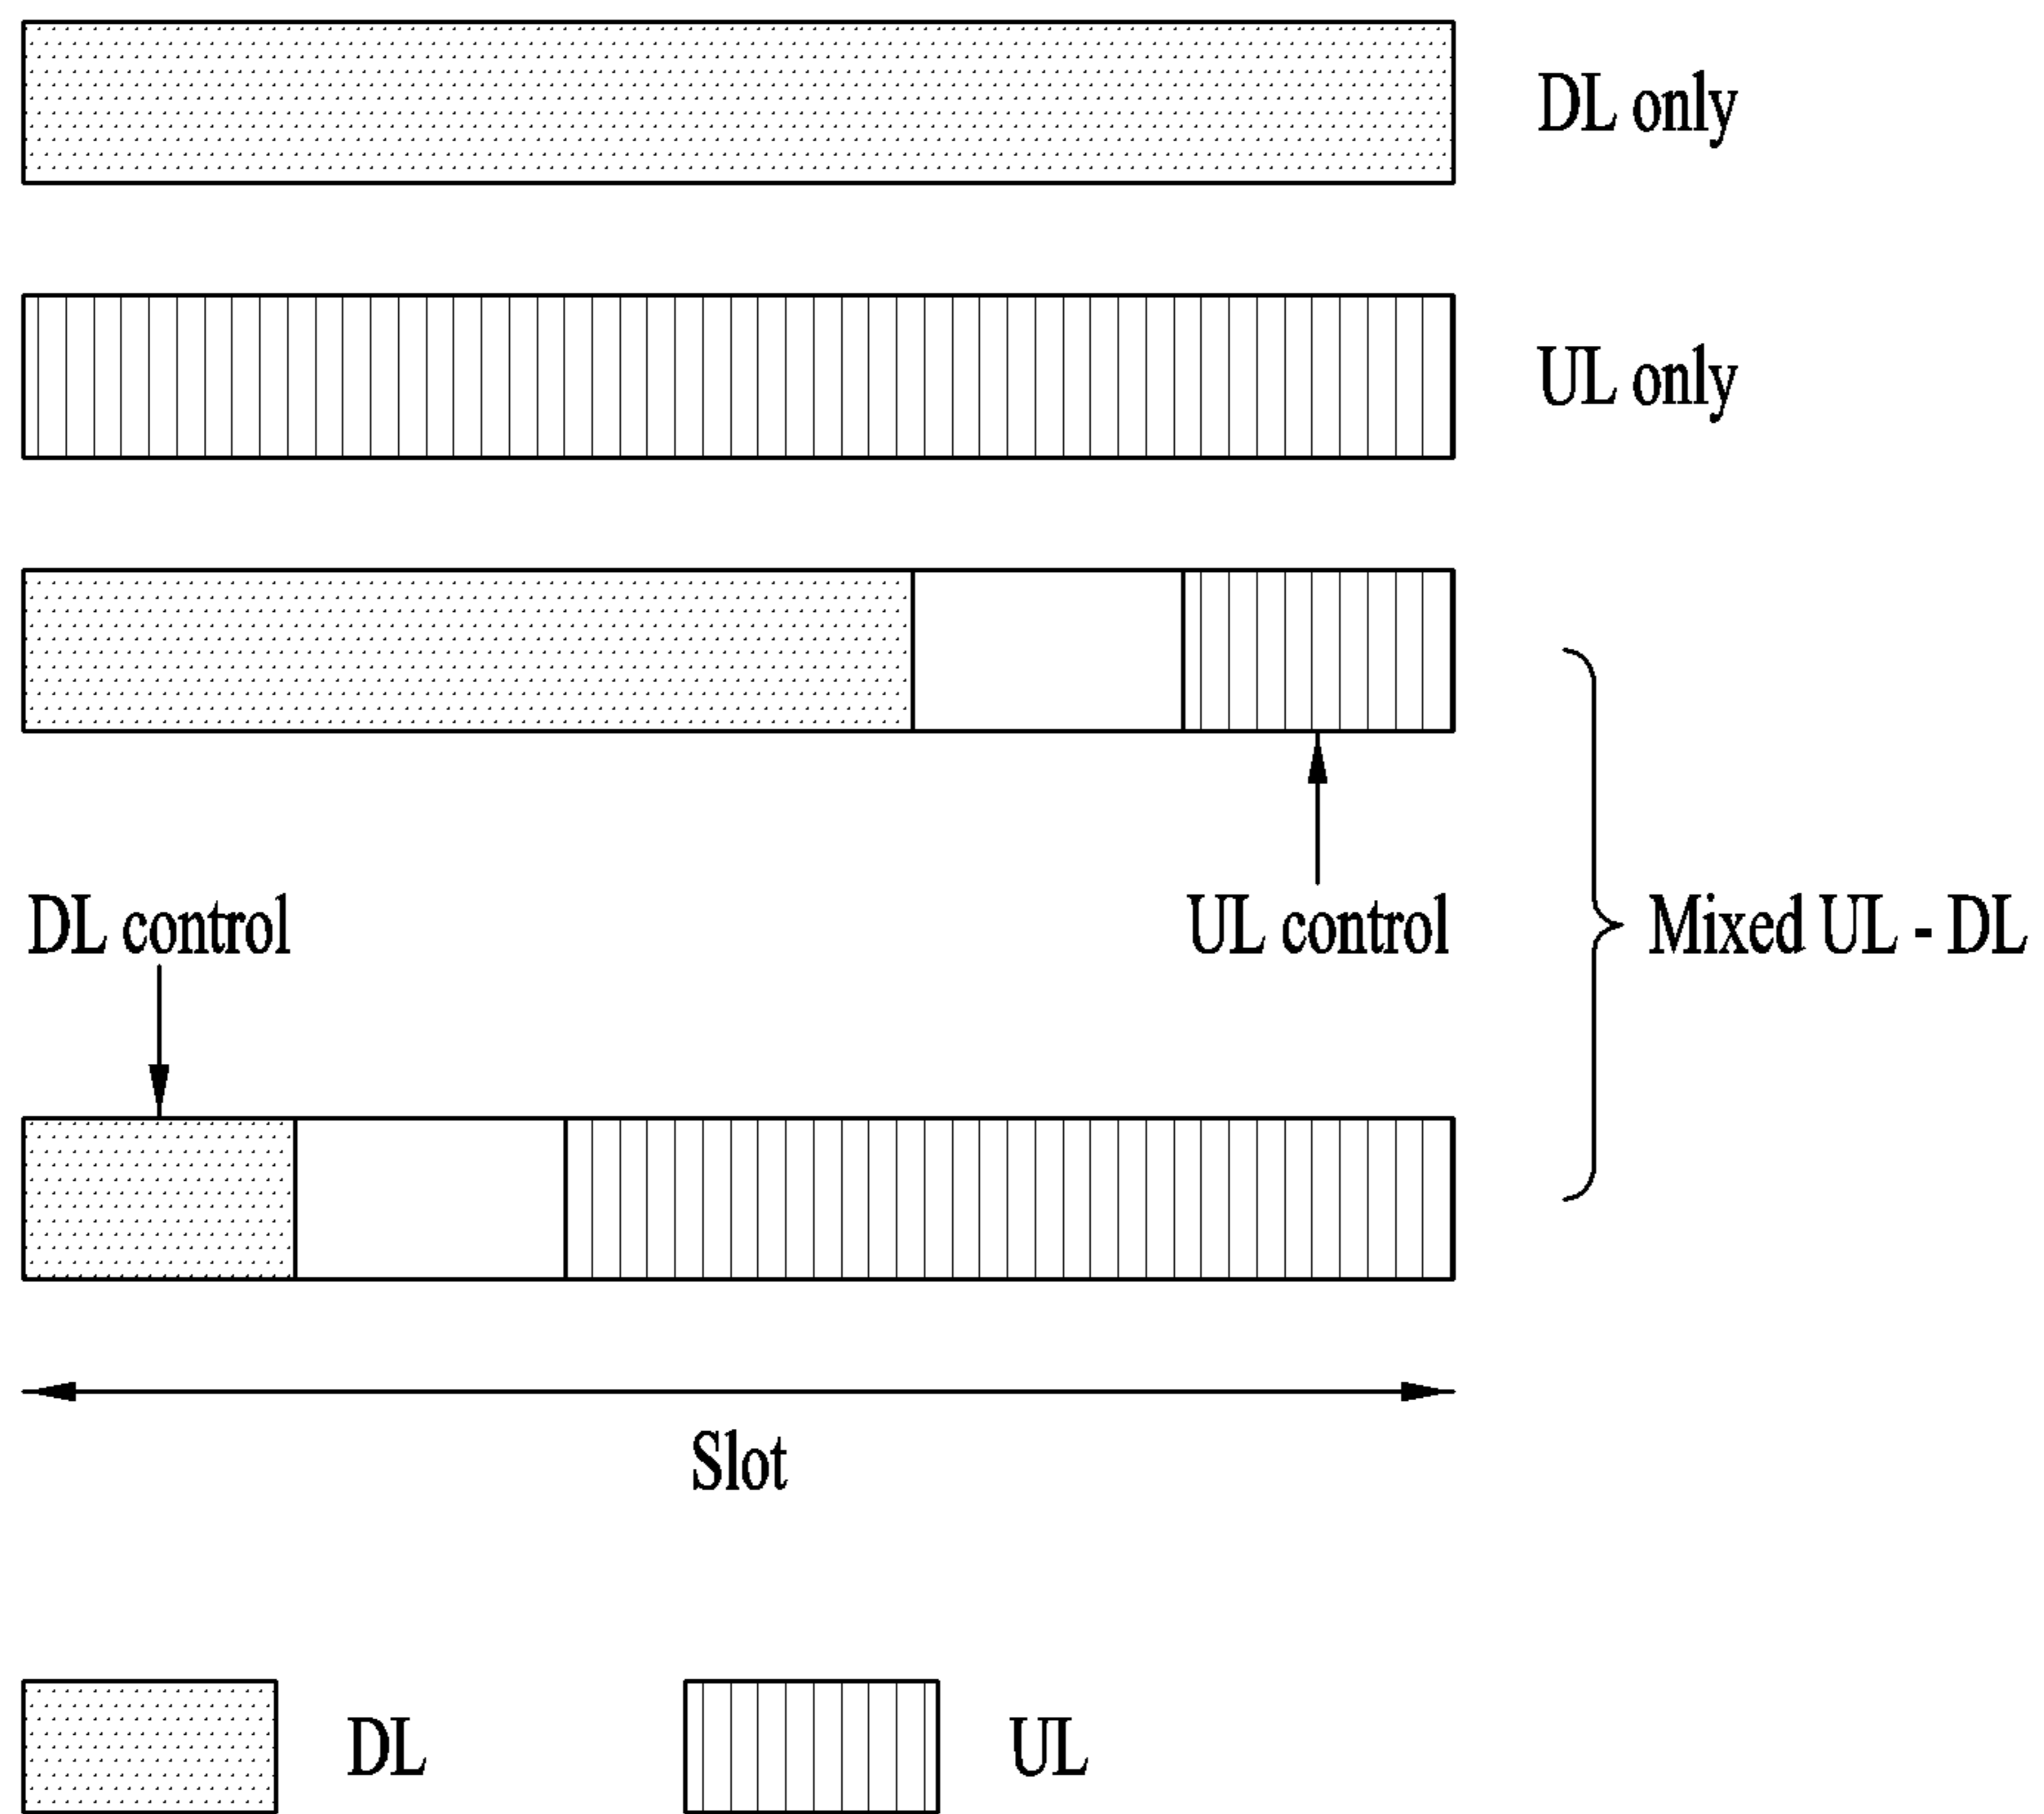 DL only
UL only
DL control
UL control
Mixed UL - DL
Slot
DL
UL